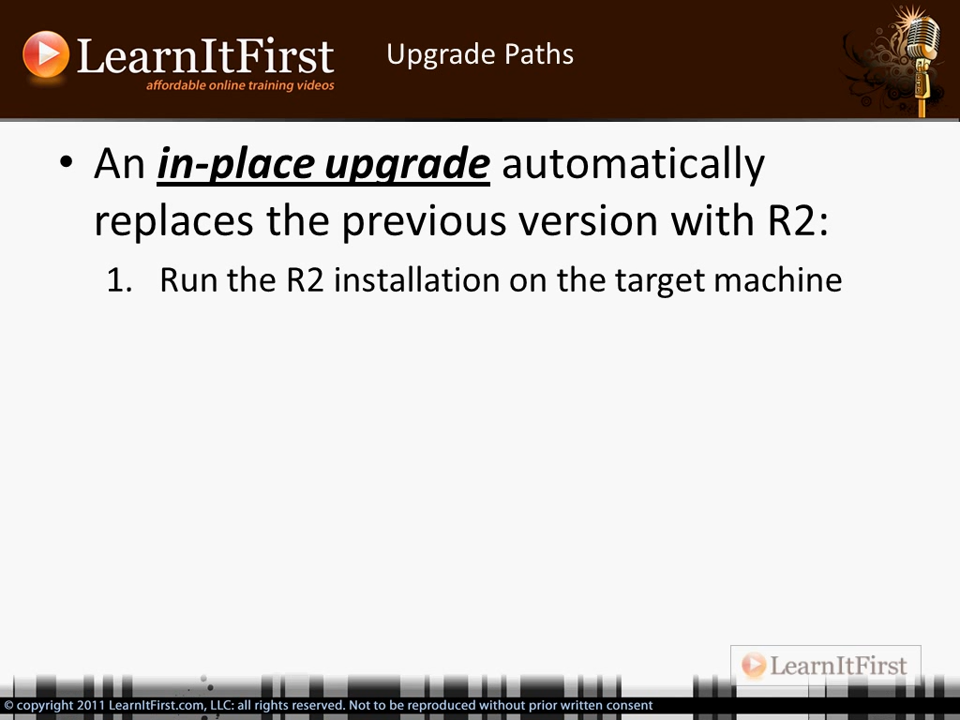 LearnItFirst
affordable online training videos
Upgrade Paths
• An in-place upgrade automatically
replaces the previous version with R2:
1. Run the R2 installation on the target machine
LearnItFirst
© copyright 2011 LearnItFirst.com, LLC: all rights reserved. Not to be reproduced without prior written consent